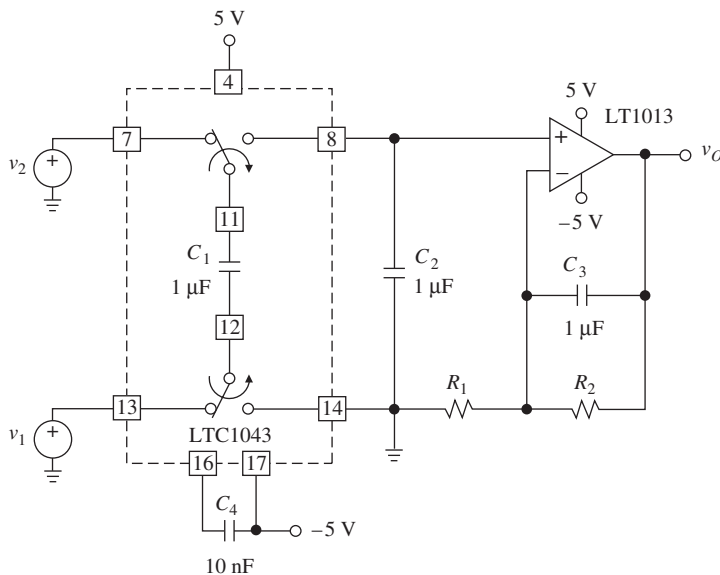 5 V
4
5 V
LT1013
7
8
+
v2
+
−
vO
11
−5 V
C1
1 μF
C2
1 μF
C3
1 μF
12
R1
R2
13
14
v1
+
LTC1043
16
17
C4
−5 V
10 nF